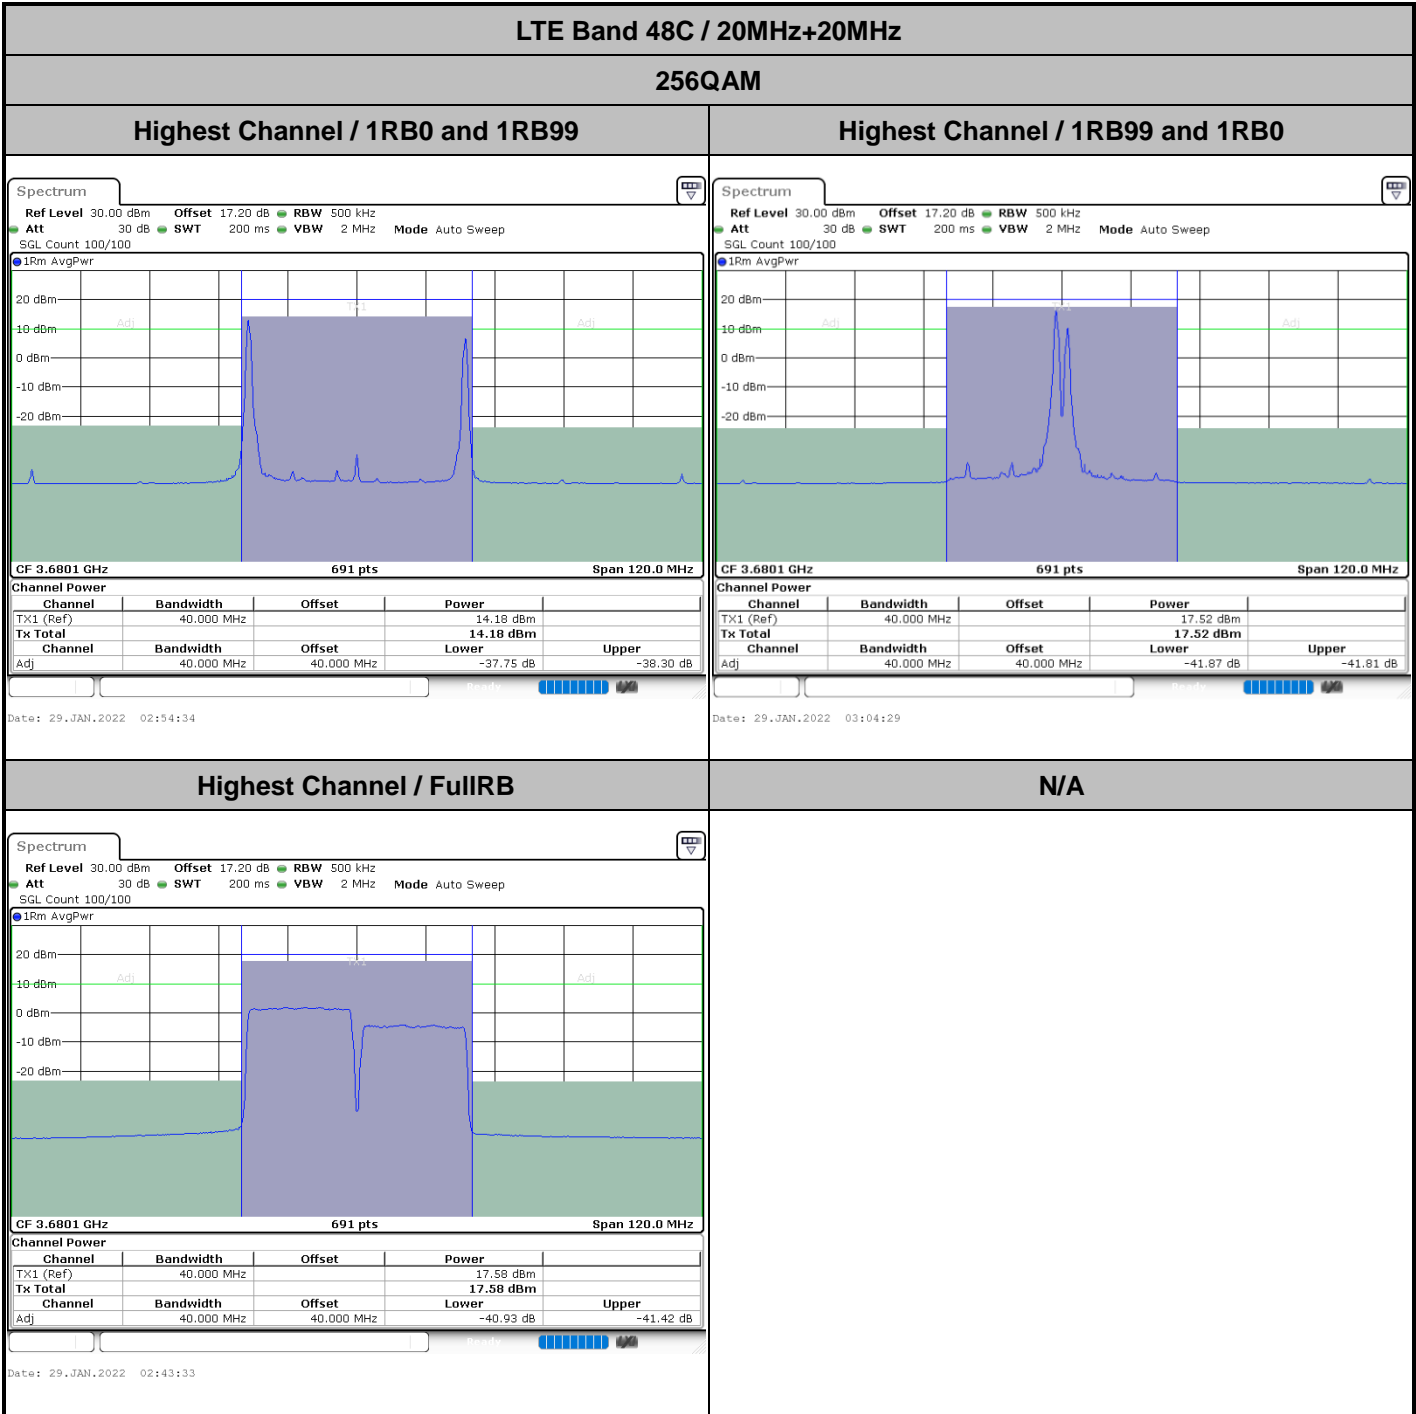 LTE Band 48C / 20MHz+20MHz
256QAM
Highest Channel / 1RB0 and 1RB99
Highest Channel / 1RB99 and 1RB0
Spectrum
Ref Level 30.00 dBm Offset 17.20 dB RBW 500 kHz
Att 30 dB SWT 200 ms VBW 2 MHz Mode Auto Sweep
SGL Count 100/100
1Rm AvgPwr
20 dBm
TX1
10 dBm Adj Adj
0 dBm
-10 dBm
-20 dBm
CF 3.6801 GHz 691 pts Span 120.0 MHz
Channel Power
Channel Bandwidth Offset Power
TX1 (Ref) 40.000 MHz 14.18 dBm
Tx Total 14.18 dBm
Channel Bandwidth Offset Lower Upper
Adj 40.000 MHz 40.000 MHz -37.75 dB -38.30 dB
Ready
Date: 29.JAN.2022 02:54:34
Spectrum
Ref Level 30.00 dBm Offset 17.20 dB RBW 500 kHz
Att 30 dB SWT 200 ms VBW 2 MHz Mode Auto Sweep
SGL Count 100/100
1Rm AvgPwr
20 dBm
TX1
10 dBm Adj Adj
0 dBm
-10 dBm
-20 dBm
CF 3.6801 GHz 691 pts Span 120.0 MHz
Channel Power
Channel Bandwidth Offset Power
TX1 (Ref) 40.000 MHz 17.52 dBm
Tx Total 17.52 dBm
Channel Bandwidth Offset Lower Upper
Adj 40.000 MHz 40.000 MHz -41.87 dB -41.81 dB
Ready
Date: 29.JAN.2022 03:04:29
Highest Channel / FullRB
N/A
Spectrum
Ref Level 30.00 dBm Offset 17.20 dB RBW 500 kHz
Att 30 dB SWT 200 ms VBW 2 MHz Mode Auto Sweep
SGL Count 100/100
1Rm AvgPwr
20 dBm
TX1
10 dBm Adj Adj
0 dBm
-10 dBm
-20 dBm
CF 3.6801 GHz 691 pts Span 120.0 MHz
Channel Power
Channel Bandwidth Offset Power
TX1 (Ref) 40.000 MHz 17.58 dBm
Tx Total 17.58 dBm
Channel Bandwidth Offset Lower Upper
Adj 40.000 MHz 40.000 MHz -40.93 dB -41.42 dB
Ready
Date: 29.JAN.2022 02:43:33